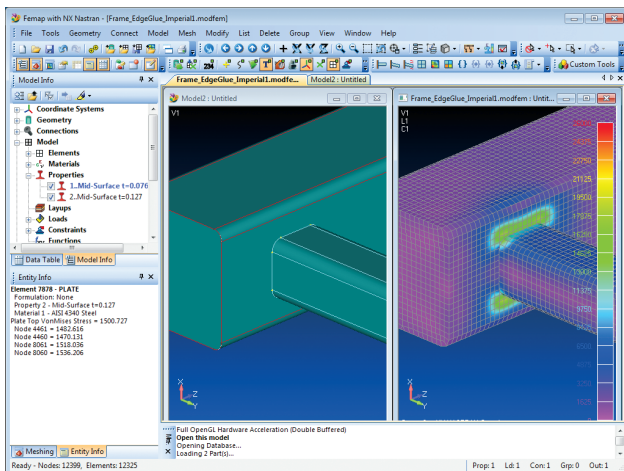 Femap with NX Nastran - [Frame_EdgeGlue_Imperial1.modfem]
File Tools Geometry Connect Model Mesh Modify List Delete Group View Window Help
Custom Tools
Model Info
Frame_EdgeGlue_Imperial1.modfe... Model2 : Untitled
Model2 : Untitled
Frame_EdgeGlue_Imperial1.modfem : Untit...
Coordinate Systems
Geometry
Connections
Model
Elements
Materials
Properties
1..Mid-Surface t=0.076
2..Mid-Surface t=0.127
Layups
Loads
Constraints
Functions
Data Table Model Info
Entity Info
Element 7878 - PLATE
Formulation: None
Property 2 - Mid-Surface t=0.127
Material 1 - AISI 4340 Steel
Plate Top VonMises Stress = 1500.727
Node 4461 = 1482.616
Node 4460 = 1470.131
Node 8061 = 1518.036
Node 8060 = 1536.206
Meshing Entity Info
V1
X
Y
Z
V1
L1
C1
22750
21125
19500
13000
11375
X
Y
Z
Full OpenGL Hardware Acceleration (Double Buffered)
Open this model
Opening Database...
Loading 2 Part(s)...
Ready - Nodes: 12399, Elements: 12325
Prop: 1 Ld: 1 Con: 1 Grp: 0 Out: 1